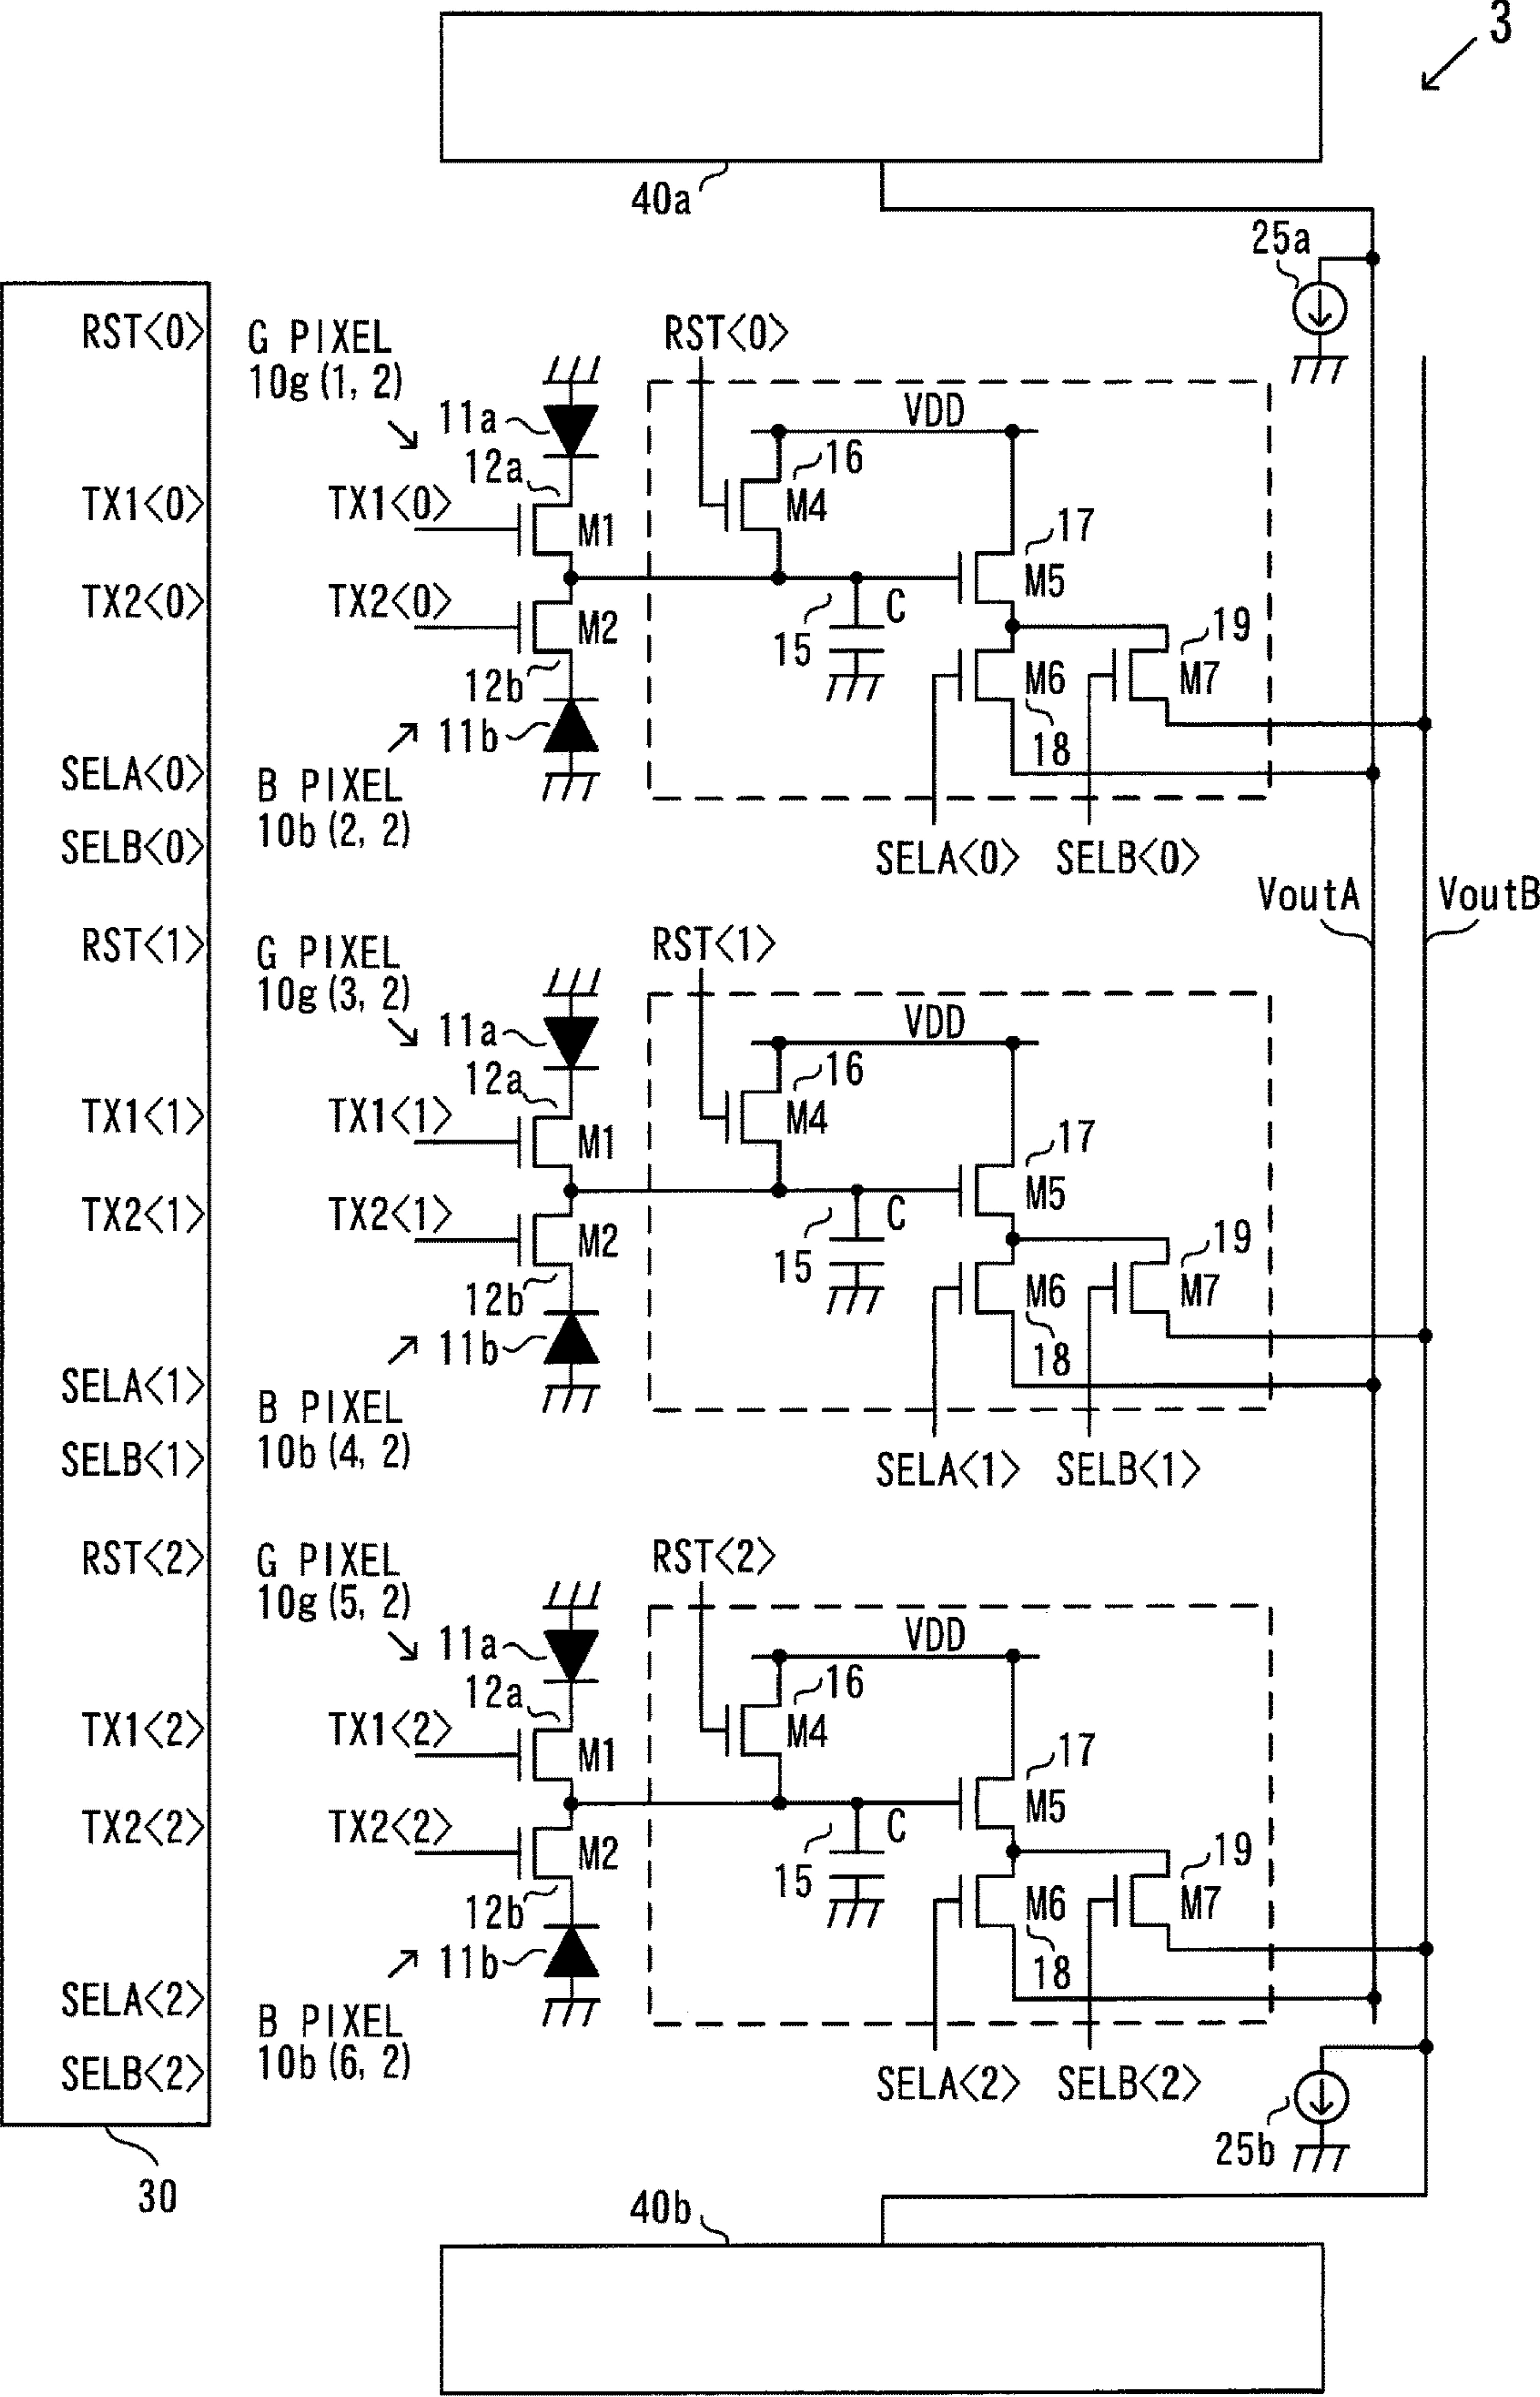 3
40a
25a
RST<0>
G PIXEL
10g(1, 2)
RST<0>
VDD
11a
12a
16
M4
TX1<0>
TX1<0>
M1
17
M5
TX2<0>
TX2<0>
M2
C
15
19
M7
M6
12b
11b
18
SELA<0>
B PIXEL
10b(2, 2)
SELB<0>
SELA<0>
SELB<0>
VoutA
VoutB
RST<1>
G PIXEL
10g(3, 2)
RST<1>
VDD
11a
12a
16
M4
TX1<1>
TX1<1>
M1
17
M5
TX2<1>
TX2<1>
M2
C
15
19
M7
M6
12b
11b
18
SELA<1>
B PIXEL
10b(4, 2)
SELB<1>
SELA<1>
SELB<1>
RST<2>
G PIXEL
10g(5, 2)
RST<2>
VDD
11a
12a
16
M4
TX1<2>
TX1<2>
M1
17
M5
TX2<2>
TX2<2>
M2
C
15
19
M7
M6
12b
11b
18
SELA<2>
B PIXEL
10b(6, 2)
SELB<2>
SELA<2>
SELB<2>
25b
30
40b